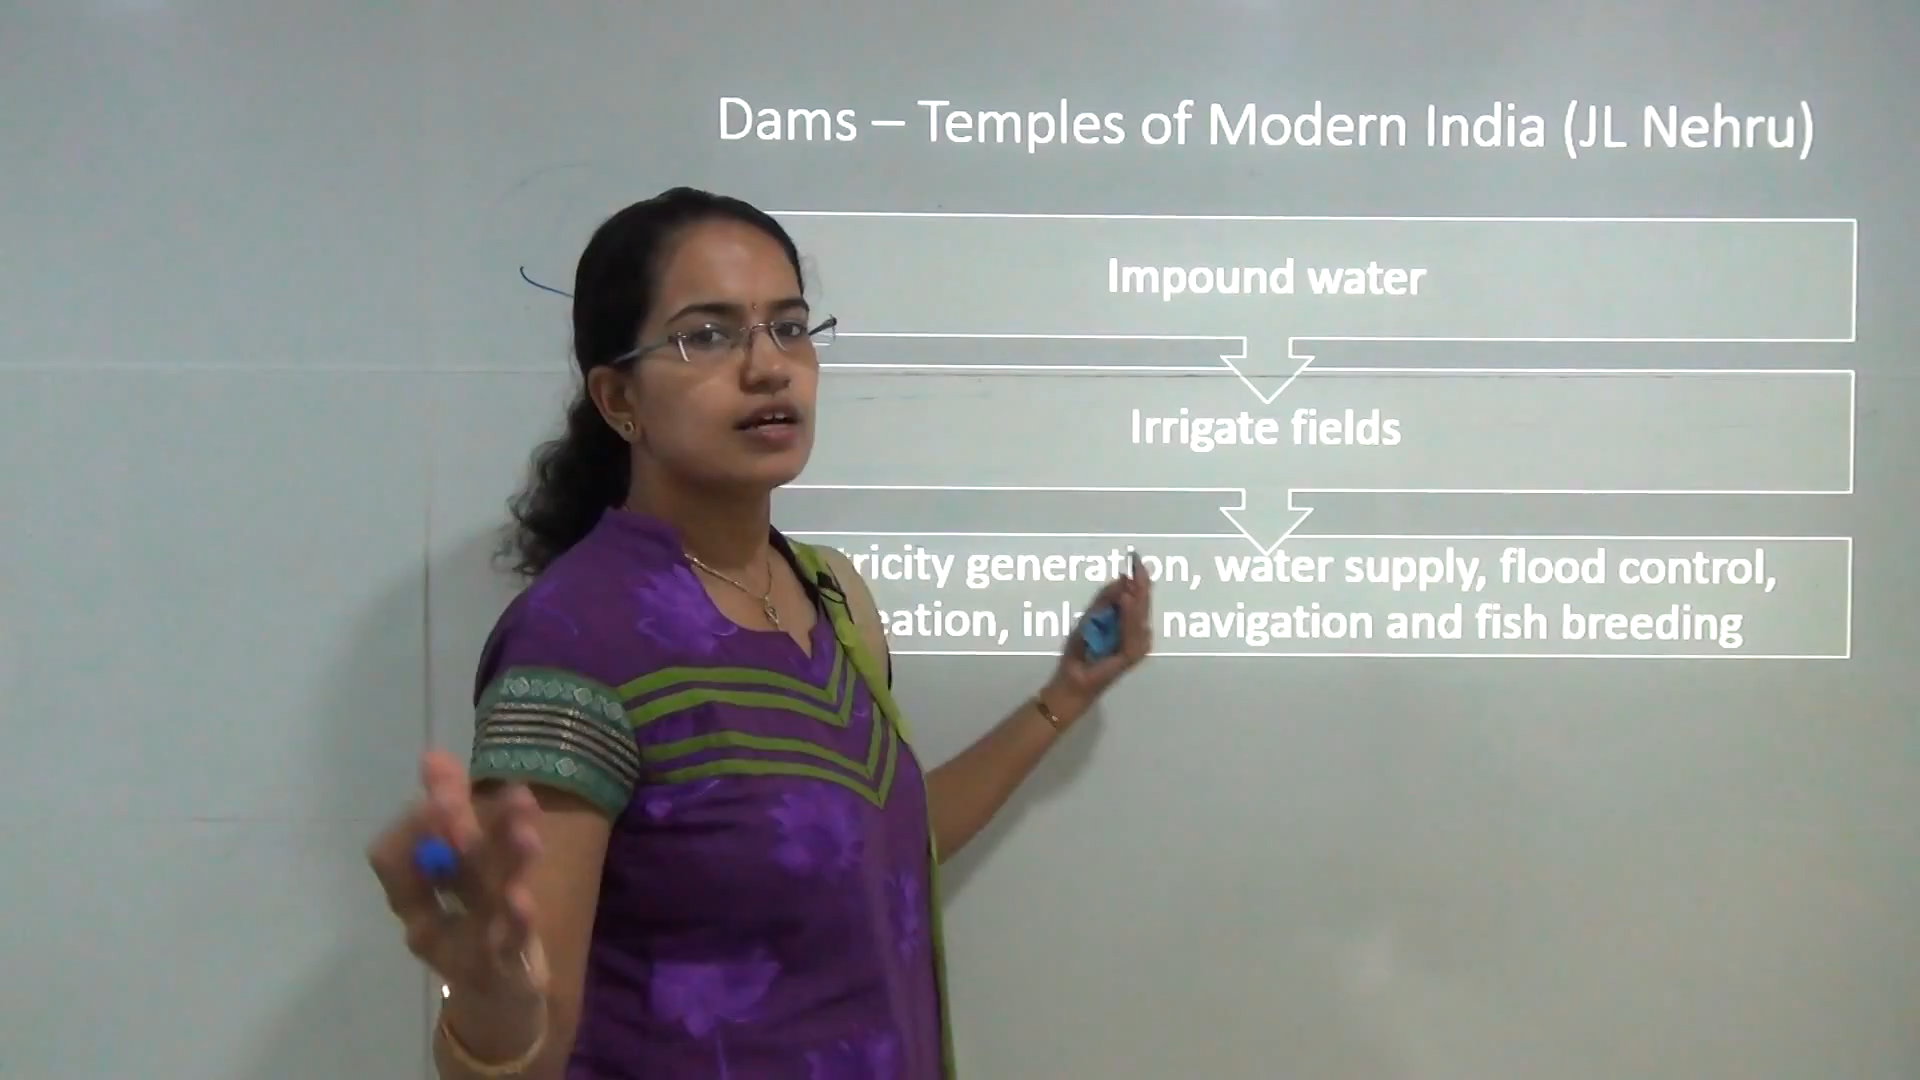 Dams – Temples of Modern India (JL Nehru)
Impound water
Irrigate fields
generation, water supply, flood control,
navigation and fish breeding